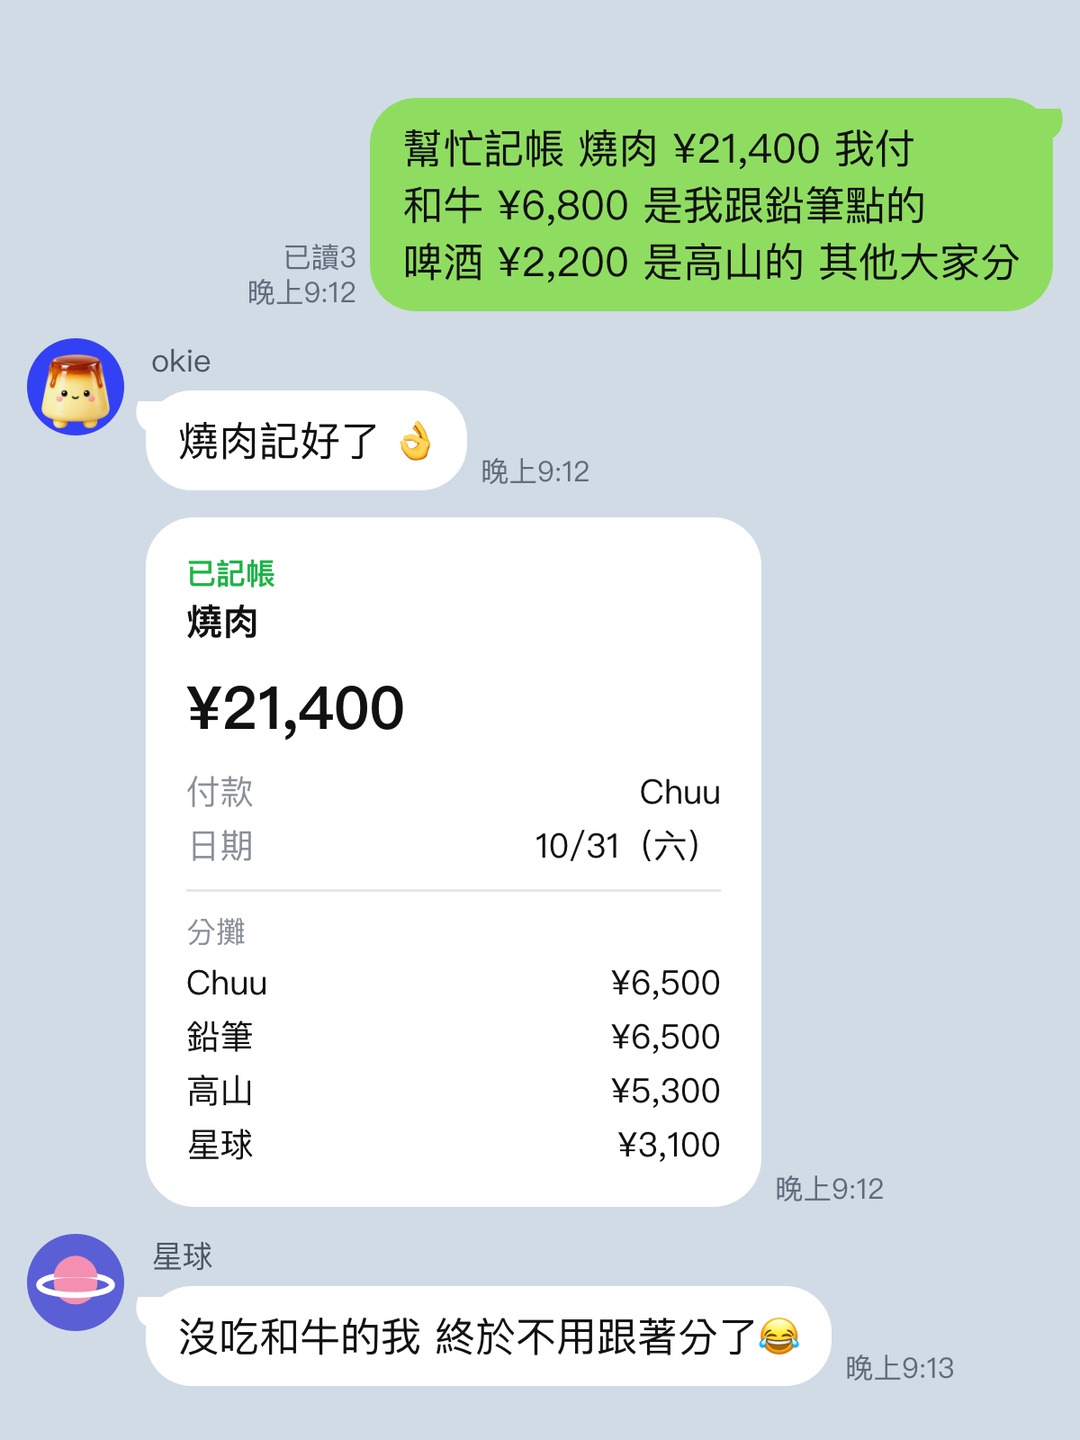 幫忙記帳 燒肉 ¥21,400 我付
和牛 ¥6,800 是我跟鉛筆點的
啤酒 ¥2,200 是高山的 其他大家分
已讀3
晚上9:12
okie
燒肉記好了 👌
晚上9:12
已記帳
燒肉
¥21,400
付款 Chuu
日期 10/31（六）
分攤
Chuu ¥6,500
鉛筆 ¥6,500
高山 ¥5,300
星球 ¥3,100
晚上9:12
星球
沒吃和牛的我 終於不用跟著分了😂
晚上9:13